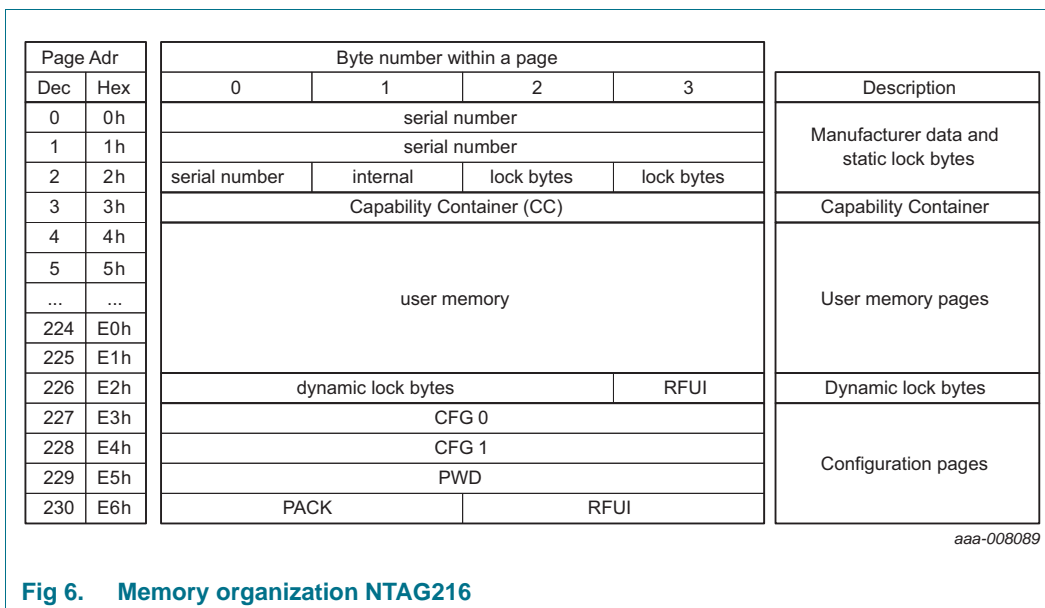 Page Adr Byte number within a page
Dec Hex 0 1 2 3 Description
0 0h serial number
Manufacturer data and
1 1h serial number
static lock bytes
2 2h serial number internal lock bytes lock bytes
3 3h Capability Container (CC) Capability Container
4 4h
5 5h
... ... user memory User memory pages
224 E0h
225 E1h
226 E2h dynamic lock bytes RFUI Dynamic lock bytes
227 E3h CFG 0
228 E4h CFG 1
Configuration pages
229 E5h PWD
230 E6h PACK RFUI
aaa-008089
Fig 6. Memory organization NTAG216